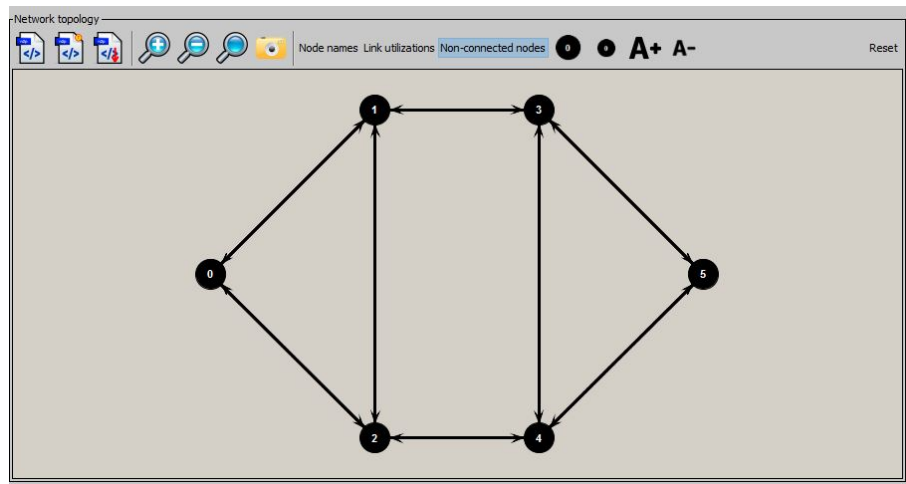 Network topology
Node names Link utilizations Non-connected nodes 0 0 A+ A- Reset
</> </> </>
1 3
0 5
2 4